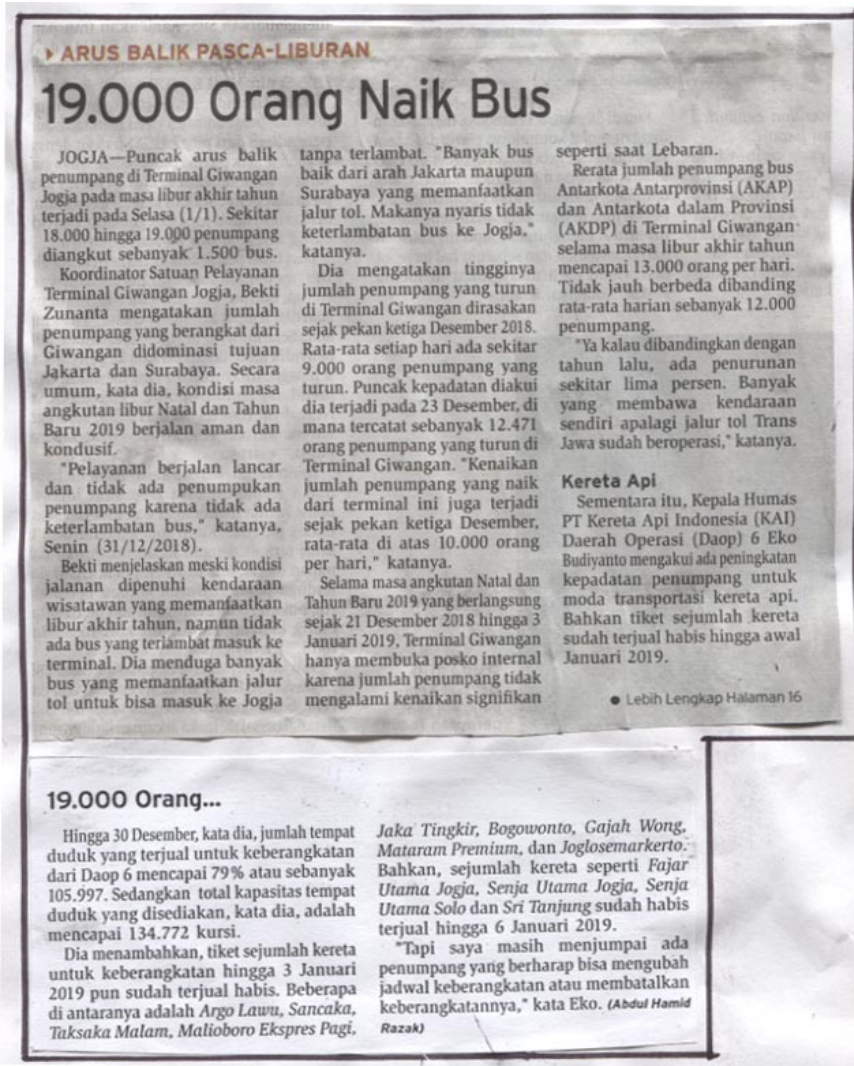 ARUS BALIK PASCA-LIBURAN
19.000 Orang Naik Bus
JOGJA—Puncak arus balik
penumpang di Terminal Giwangan
Jogja pada masa libur akhir tahun
terjadi pada Selasa (1/1). Sekitar
18.000 hingga 19.000 penumpang
diangkut sebanyak 1.500 bus.
Koordinator Satuan Pelayanan
Terminal Giwangan Jogja, Bekti
Zunanta mengatakan jumlah
penumpang yang berangkat dari
Giwangan didominasi tujuan
Jakarta dan Surabaya. Secara
umum, kata dia, kondisi masa
angkutan libur Natal dan Tahun
Baru 2019 berjalan aman dan
kondusif.
"Pelayanan berjalan lancar
dan tidak ada penumpukan
penumpang karena tidak ada
keterlambatan bus," katanya,
Senin (31/12/2018).
Bekti menjelaskan meski kondisi
jalanan dipenuhi kendaraan
wisatawan yang memanfaatkan
libur akhir tahun, namun tidak
ada bus yang terlambat masuk ke
terminal. Dia menduga banyak
bus yang memanfaatkan jalur
tol untuk bisa masuk ke Jogja
tanpa terlambat. "Banyak bus
baik dari arah Jakarta maupun
Surabaya yang memanfaatkan
jalur tol. Makanya nyaris tidak
keterlambatan bus ke Jogja,"
katanya.
Dia mengatakan tingginya
jumlah penumpang yang turun
di Terminal Giwangan dirasakan
sejak pekan ketiga Desember 2018.
Rata-rata setiap hari ada sekitar
9.000 orang penumpang yang
turun. Puncak kepadatan diakui
dia terjadi pada 23 Desember, di
mana tercatat sebanyak 12.471
orang penumpang yang turun di
Terminal Giwangan. "Kenaikan
jumlah penumpang yang naik
dari terminal ini juga terjadi
sejak pekan ketiga Desember,
rata-rata di atas 10.000 orang
per hari," katanya.
Selama masa angkutan Natal dan
Tahun Baru 2019 yang berlangsung
sejak 21 Desember 2018 hingga 3
Januari 2019, Terminal Giwangan
hanya membuka posko internal
karena jumlah penumpang tidak
mengalami kenaikan signifikan
seperti saat Lebaran.
Rerata jumlah penumpang bus
Antarkota Antarprovinsi (AKAP)
dan Antarkota dalam Provinsi
(AKDP) di Terminal Giwangan
selama masa libur akhir tahun
mencapai 13.000 orang per hari.
Tidak jauh berbeda dibanding
rata-rata harian sebanyak 12.000
penumpang.
"Ya kalau dibandingkan dengan
tahun lalu, ada penurunan
sekitar lima persen. Banyak
yang membawa kendaraan
sendiri apalagi jalur tol Trans
Jawa sudah beroperasi," katanya.
Kereta Api
Sementara itu, Kepala Humas
PT Kereta Api Indonesia (KAI)
Daerah Operasi (Daop) 6 Eko
Budiyanto mengakui ada peningkatan
kepadatan penumpang untuk
moda transportasi kereta api.
Bahkan tiket sejumlah kereta
sudah terjual habis hingga awal
Januari 2019.
● Lebih Lengkap Halaman 16
19.000 Orang...
Hingga 30 Desember, kata dia, jumlah tempat
duduk yang terjual untuk keberangkatan
dari Daop 6 mencapai 79% atau sebanyak
105.997. Sedangkan total kapasitas tempat
duduk yang disediakan, kata dia, adalah
mencapai 134.772 kursi.
Dia menambahkan, tiket sejumlah kereta
untuk keberangkatan hingga 3 Januari
2019 pun sudah terjual habis. Beberapa
di antaranya adalah Argo Lawu, Sancaka,
Taksaka Malam, Malioboro Ekspres Pagi,
Jaka Tingkir, Bogowonto, Gajah Wong,
Mataram Premium, dan Joglosemarkerto.
Bahkan, sejumlah kereta seperti Fajar
Utama Jogja, Senja Utama Jogja, Senja
Utama Solo dan Sri Tanjung sudah habis
terjual hingga 6 Januari 2019.
"Tapi saya masih menjumpai ada
penumpang yang berharap bisa mengubah
jadwal keberangkatan atau membatalkan
keberangkatannya," kata Eko. (Abdul Hamid
Razak)